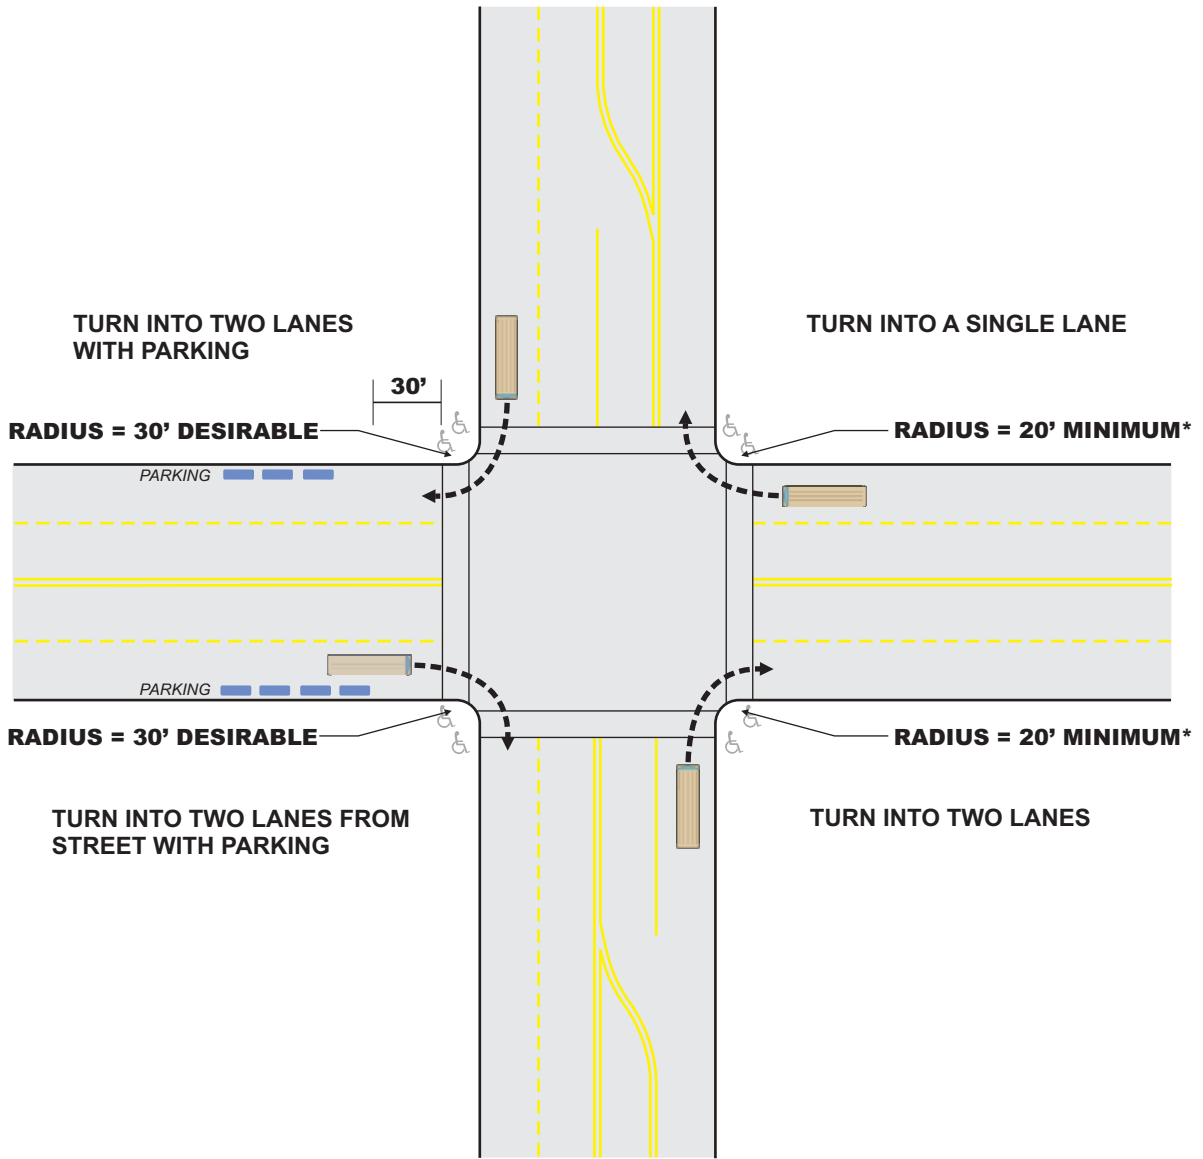 TURN INTO TWO LANES
WITH PARKING
TURN INTO A SINGLE LANE
30’
RADIUS = 30’ DESIRABLE
RADIUS = 20’ MINIMUM*
PARKING
PARKING
RADIUS = 30’ DESIRABLE
RADIUS = 20’ MINIMUM*
TURN INTO TWO LANES FROM
STREET WITH PARKING
TURN INTO TWO LANES